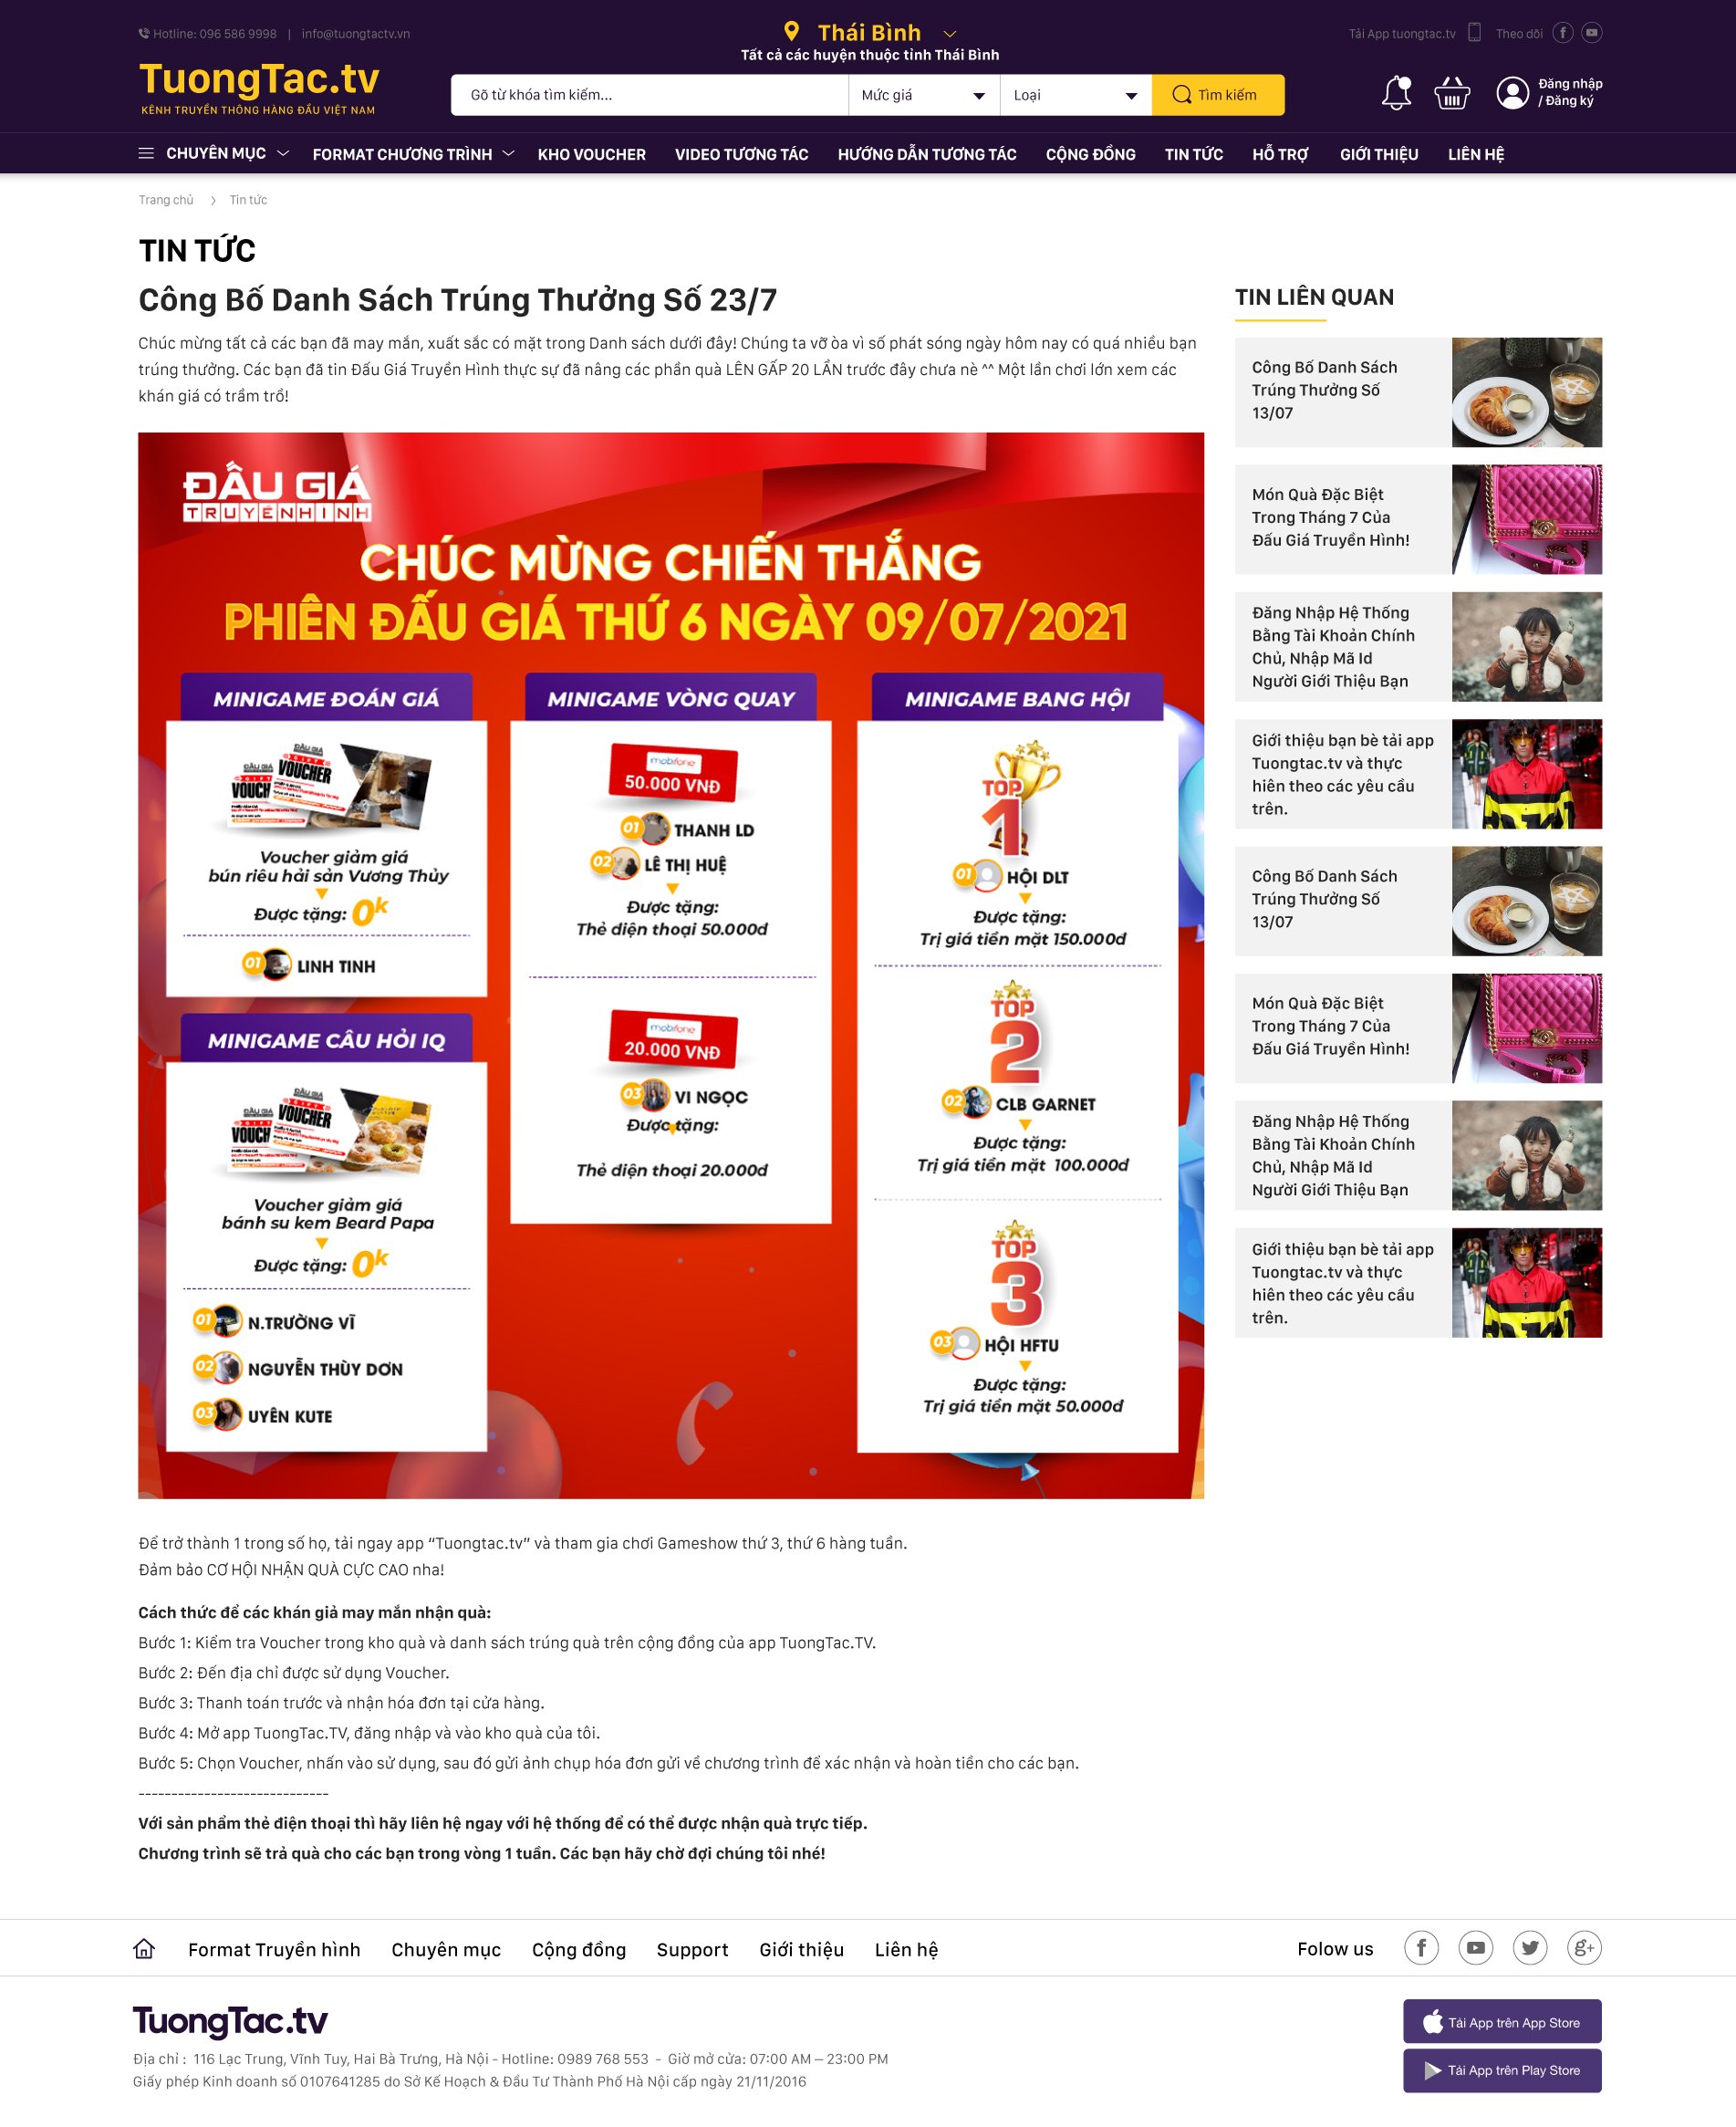 Hotline: 096 586 9998 | info@tuongtactv.vn
Thái Bình
Tất cả các huyện thuộc tỉnh Thái Bình
Tải App tuongtac.tv
Theo dõi
TuongTac.tv
KÊNH TRUYỀN THÔNG HÀNG ĐẦU VIỆT NAM
Gõ từ khóa tìm kiếm...
Mức giá
Loại
Tìm kiếm
Đăng nhập
/ Đăng ký
CHUYÊN MỤC
FORMAT CHƯƠNG TRÌNH
KHO VOUCHER
VIDEO TƯƠNG TÁC
HƯỚNG DẪN TƯƠNG TÁC
CỘNG ĐỒNG
TIN TỨC
HỖ TRỢ
GIỚI THIỆU
LIÊN HỆ
Trang chủ > Tin tức
TIN TỨC
Công Bố Danh Sách Trúng Thưởng Số 23/7
Chúc mừng tất cả các bạn đã may mắn, xuất sắc có mặt trong Danh sách dưới đây! Chúng ta vỡ òa vì số phát sóng ngày hôm nay có quá nhiều bạn
trúng thưởng. Các bạn đã tin Đấu Giá Truyền Hình thực sự đã nâng các phần quà LÊN GẤP 20 LẦN trước đây chưa nè ^^ Một lần chơi lớn xem các
khán giá có trầm trồ!
ĐẤU GIÁ
TRUYỀN HÌNH
CHÚC MỪNG CHIẾN THẮNG
PHIÊN ĐẤU GIÁ THỨ 6 NGÀY 09/07/2021
MINIGAME ĐOÁN GIÁ
ĐẤU GIÁ
GIFT
VOUCHER
ĐẤU GIÁ
GIFT
VOUCH
Voucher giảm giá
bún riêu hải sản Vương Thủy
Được tặng: 0k
01 LINH TINH
MINIGAME CÂU HỎI IQ
ĐẤU GIÁ
GIFT
VOUCHER
ĐẤU GIÁ
GIFT
VOUCH
Voucher giảm giá
bánh su kem Beard Papa
Được tặng: 0k
01 N.TRƯỜNG VĨ
02 NGUYỄN THÙY DƠN
03 UYÊN KUTE
MINIGAME VÒNG QUAY
mobifone
50.000 VNĐ
01 THANH LD
02 LÊ THỊ HUỆ
Được tặng:
Thẻ điện thoại 50.000đ
mobifone
20.000 VNĐ
03 VI NGỌC
Được tặng:
Thẻ điện thoại 20.000đ
MINIGAME BANG HỘI
TOP
1
01 HỘI DLT
Được tặng:
Trị giá tiền mặt 150.000đ
TOP
2
02 CLB GARNET
Được tặng:
Trị giá tiền mặt 100.000đ
TOP
3
03 HỘI HFTU
Được tặng:
Trị giá tiền mặt 50.000đ
Để trở thành 1 trong số họ, tải ngay app “Tuongtac.tv” và tham gia chơi Gameshow thứ 3, thứ 6 hàng tuần.
Đảm bảo CƠ HỘI NHẬN QUÀ CỰC CAO nha!
Cách thức để các khán giả may mắn nhận quà:
Bước 1: Kiểm tra Voucher trong kho quà và danh sách trúng quà trên cộng đồng của app TuongTac.TV.
Bước 2: Đến địa chỉ được sử dụng Voucher.
Bước 3: Thanh toán trước và nhận hóa đơn tại cửa hàng.
Bước 4: Mở app TuongTac.TV, đăng nhập và vào kho quà của tôi.
Bước 5: Chọn Voucher, nhấn vào sử dụng, sau đó gửi ảnh chụp hóa đơn gửi về chương trình để xác nhận và hoàn tiền cho các bạn.
-----------------------------
Với sản phẩm thẻ điện thoại thì hãy liên hệ ngay với hệ thống để có thể được nhận quà trực tiếp.
Chương trình sẽ trả quà cho các bạn trong vòng 1 tuần. Các bạn hãy chờ đợi chúng tôi nhé!
TIN LIÊN QUAN
Công Bố Danh Sách
Trúng Thưởng Số
13/07
Món Quà Đặc Biệt
Trong Tháng 7 Của
Đấu Giá Truyền Hình!
Đăng Nhập Hệ Thống
Bằng Tài Khoản Chính
Chủ, Nhập Mã Id
Người Giới Thiệu Bạn
Giới thiệu bạn bè tải app
Tuongtac.tv và thực
hiên theo các yêu cầu
trên.
Công Bố Danh Sách
Trúng Thưởng Số
13/07
Món Quà Đặc Biệt
Trong Tháng 7 Của
Đấu Giá Truyền Hình!
Đăng Nhập Hệ Thống
Bằng Tài Khoản Chính
Chủ, Nhập Mã Id
Người Giới Thiệu Bạn
Giới thiệu bạn bè tải app
Tuongtac.tv và thực
hiên theo các yêu cầu
trên.
Format Truyền hình
Chuyên mục
Cộng đồng
Support
Giới thiệu
Liên hệ
Folow us
TuongTac.tv
Địa chỉ : 116 Lạc Trung, Vĩnh Tuy, Hai Bà Trưng, Hà Nội - Hotline: 0989 768 553 - Giờ mở cửa: 07:00 AM – 23:00 PM
Giấy phép Kinh doanh số 0107641285 do Sở Kế Hoạch & Đầu Tư Thành Phố Hà Nội cấp ngày 21/11/2016
Tải App trên App Store
Tải App trên Play Store